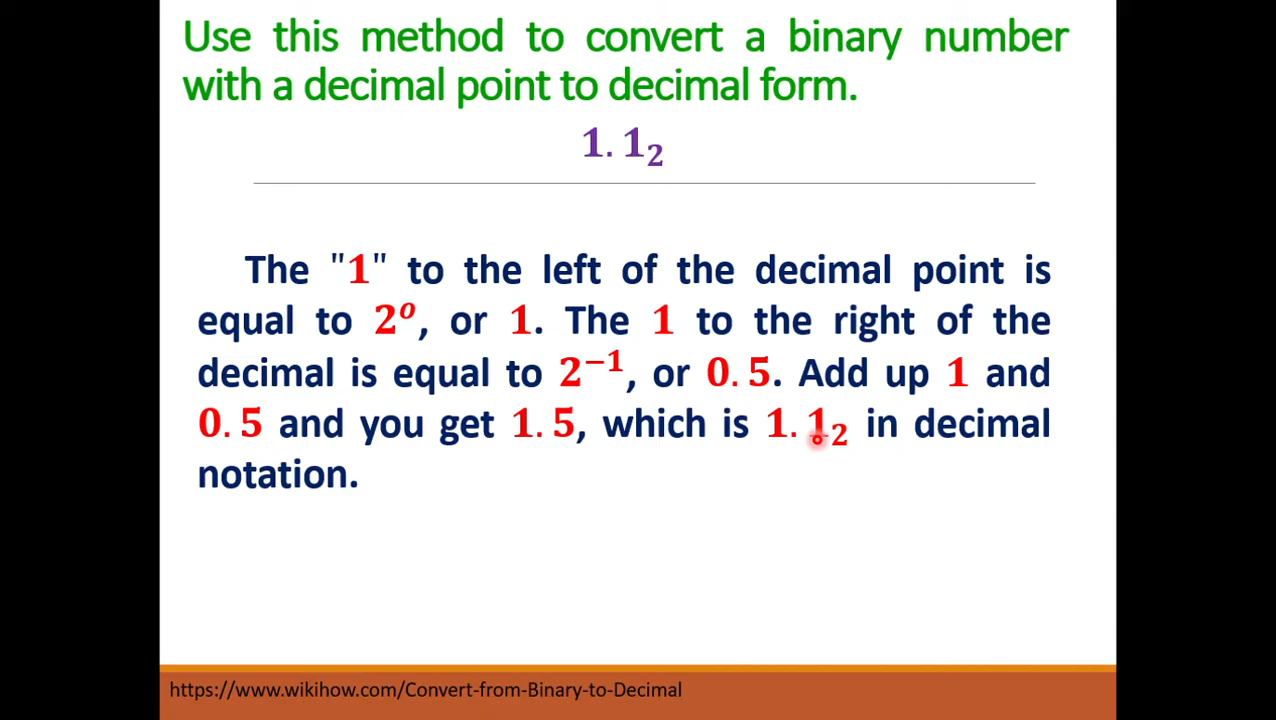 Use this method to convert a binary number
with a decimal point to decimal form.
1.1₂
The "1" to the left of the decimal point is
equal to 2⁰, or 1. The 1 to the right of the
decimal is equal to 2⁻¹, or 0.5. Add up 1 and
0.5 and you get 1.5, which is 1.1₂ in decimal
notation.
https://www.wikihow.com/Convert-from-Binary-to-Decimal